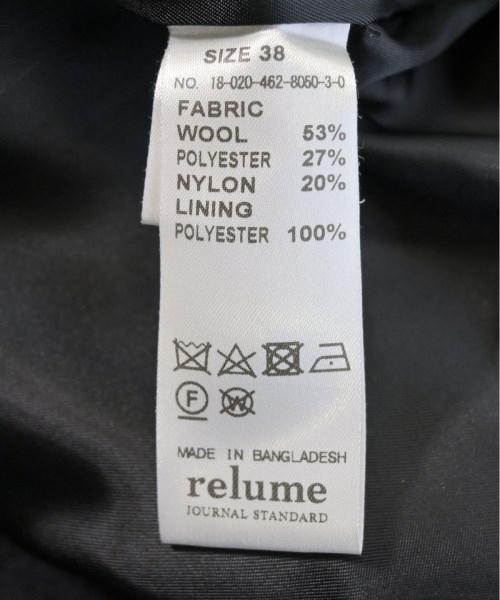 SIZE 38
NO. 18-020-462-8050-3-0
FABRIC
WOOL 53%
POLYESTER 27%
NYLON 20%
LINING
POLYESTER 100%
F W
MADE IN BANGLADESH
relume
JOURNAL STANDARD